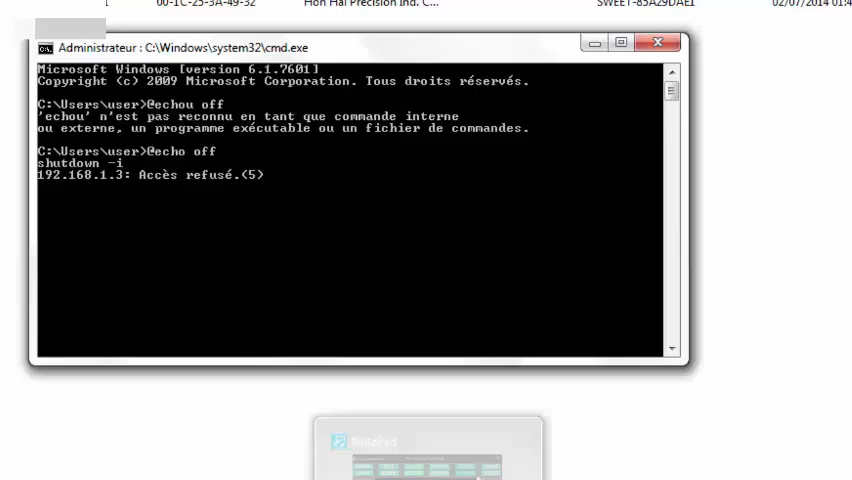 00-1C-25-3A-49-32 Hon Hai Precision Ind. C... SWEET-85A29DAE1 02/07/2014 01:4
Administrateur : C:\Windows\system32\cmd.exe
Microsoft Windows [version 6.1.7601]
Copyright (c) 2009 Microsoft Corporation. Tous droits réservés.
C:\Users\user>@echou off
'echou' n'est pas reconnu en tant que commande interne
ou externe, un programme exécutable ou un fichier de commandes.
C:\Users\user>@echo off
shutdown -i
192.168.1.3: Accès refusé.(5)